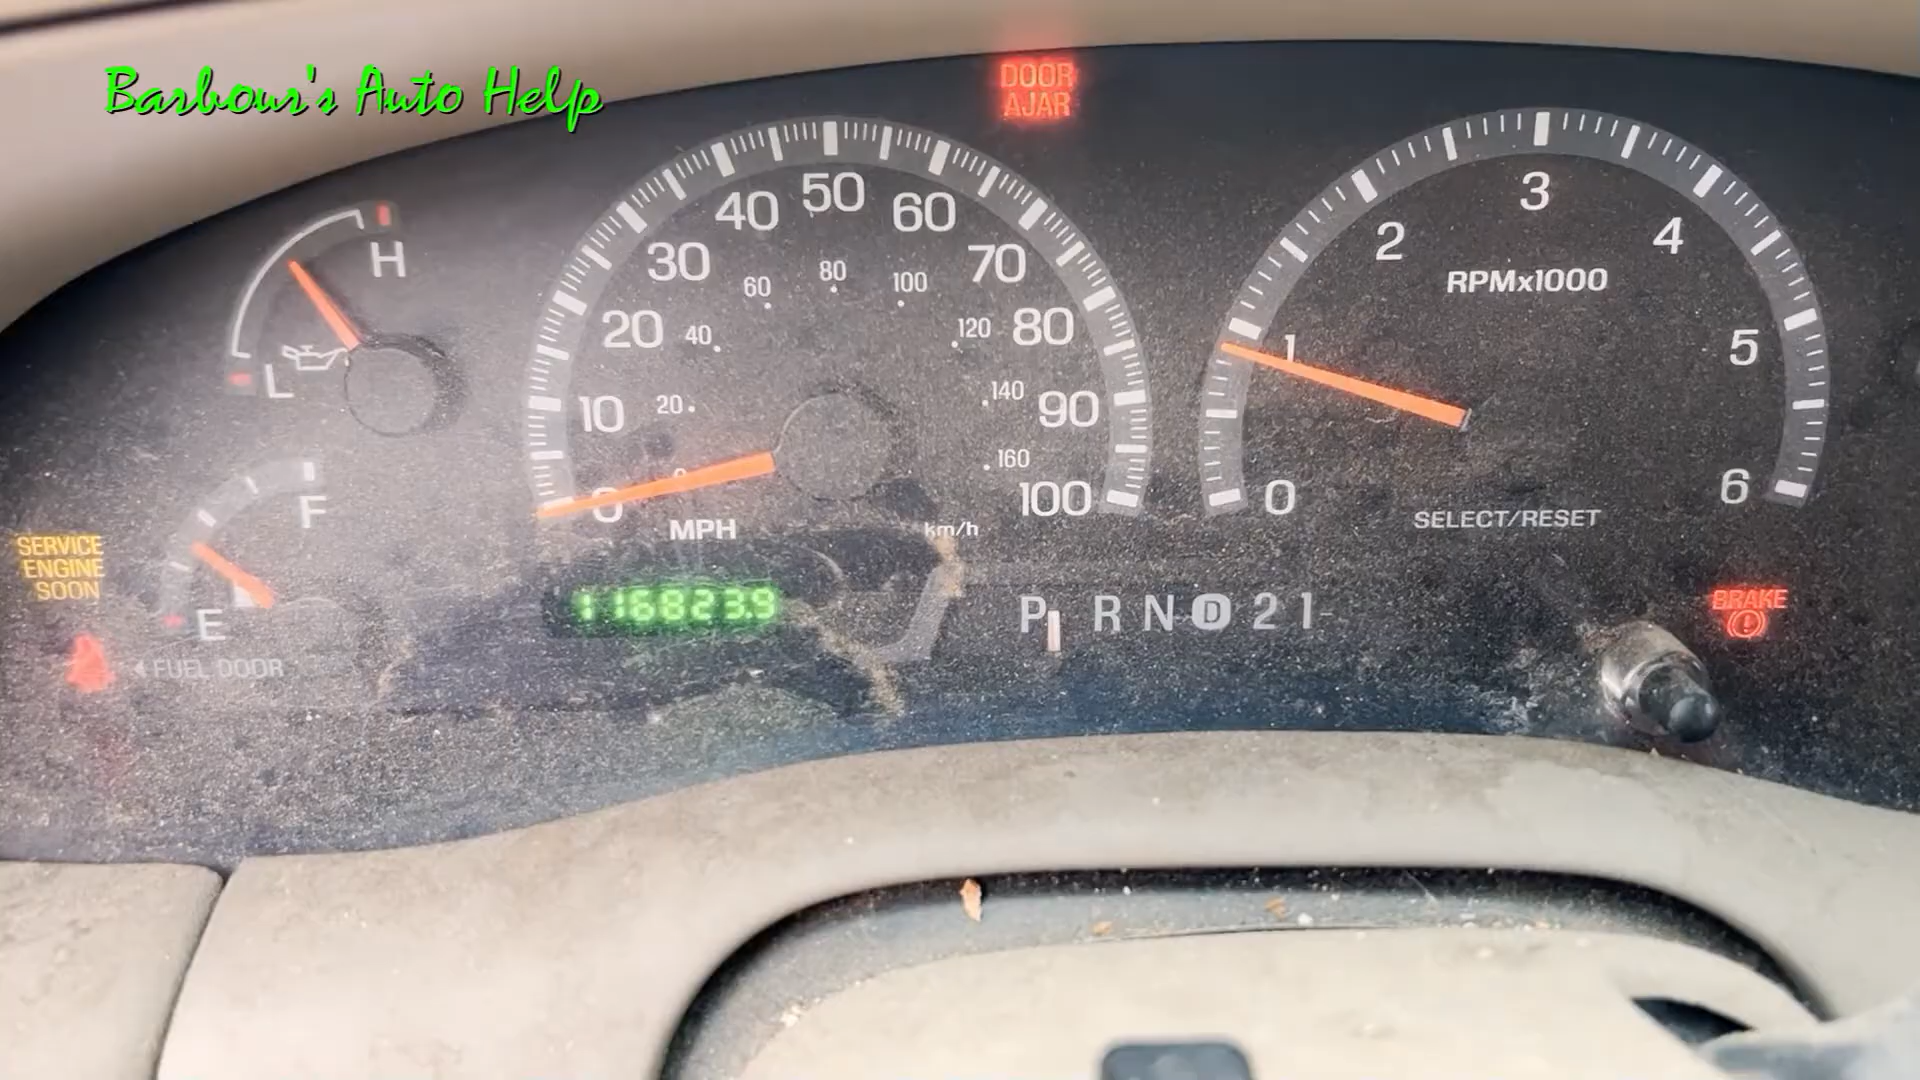 Barbour's Auto Help
DOOR
AJAR
H
L
F
E
SERVICE
ENGINE
SOON
FUEL DOOR
0 10 20 30 40 50 60 70 80 90 100
0 20 40 60 80 100 120 140 160
MPH
km/h
116823.9
0 1 2 3 4 5 6
RPMx1000
SELECT/RESET
P R N D 2 1
BRAKE